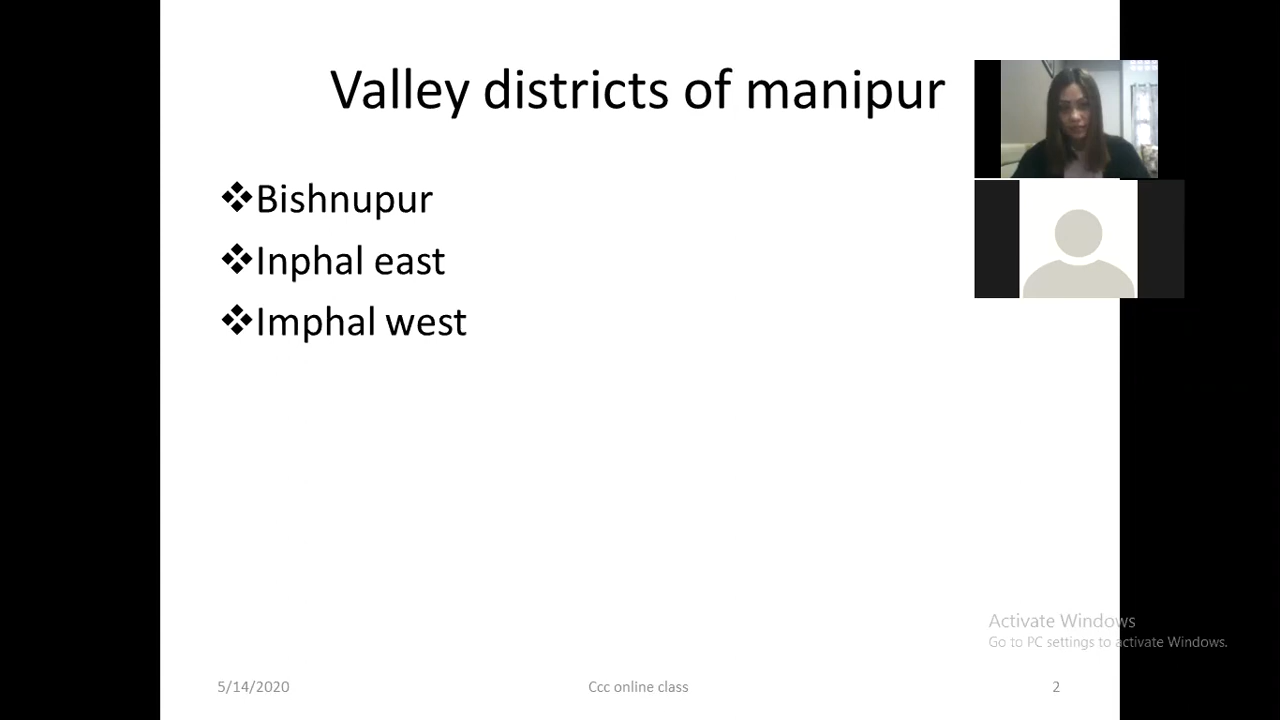 Valley districts of manipur
❖Bishnupur
❖Inphal east
❖Imphal west
Activate Windows
Go to PC settings to activate Windows.
5/14/2020
Ccc online class
2